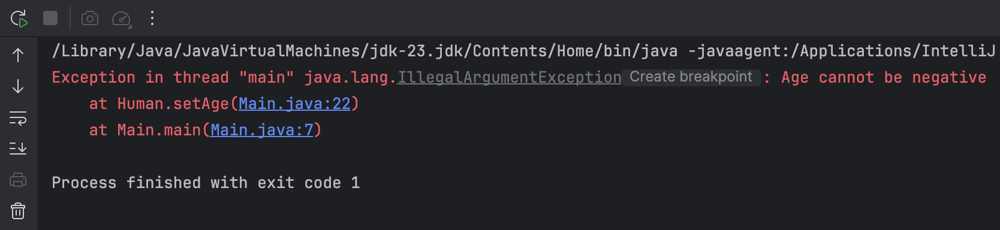 /Library/Java/JavaVirtualMachines/jdk-23.jdk/Contents/Home/bin/java -javaagent:/Applications/IntelliJ
Exception in thread "main" java.lang.IllegalArgumentException Create breakpoint : Age cannot be negative
    at Human.setAge(Main.java:22)
    at Main.main(Main.java:7)
Process finished with exit code 1